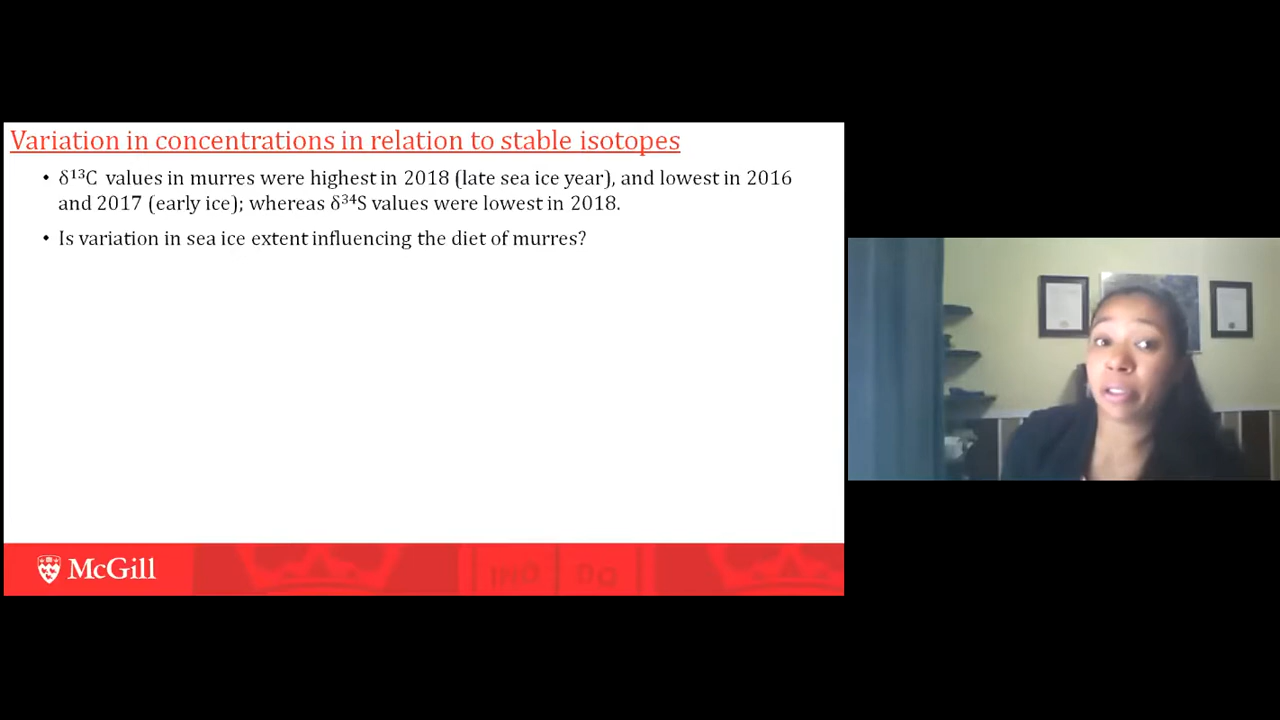 Variation in concentrations in relation to stable isotopes
• δ¹³C values in murres were highest in 2018 (late sea ice year), and lowest in 2016
and 2017 (early ice); whereas δ³⁴S values were lowest in 2018.
• Is variation in sea ice extent influencing the diet of murres?
McGill
IN DO